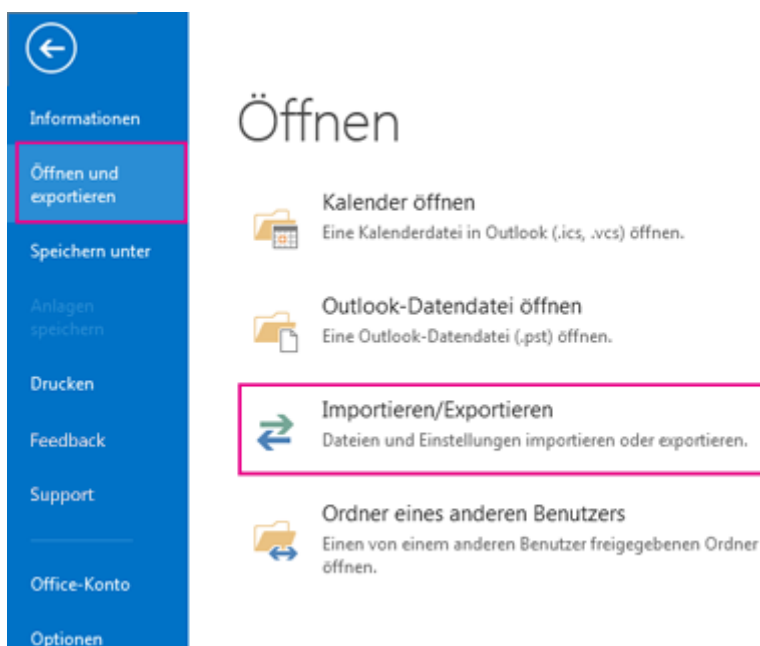 Informationen
Öffnen und
exportieren
Speichern unter
Anlagen
speichern
Drucken
Feedback
Support
Office-Konto
Optionen
Öffnen
Kalender öffnen
Eine Kalenderdatei in Outlook (.ics, .vcs) öffnen.
Outlook-Datendatei öffnen
Eine Outlook-Datendatei (.pst) öffnen.
Importieren/Exportieren
Dateien und Einstellungen importieren oder exportieren.
Ordner eines anderen Benutzers
Einen von einem anderen Benutzer freigegebenen Ordner
öffnen.